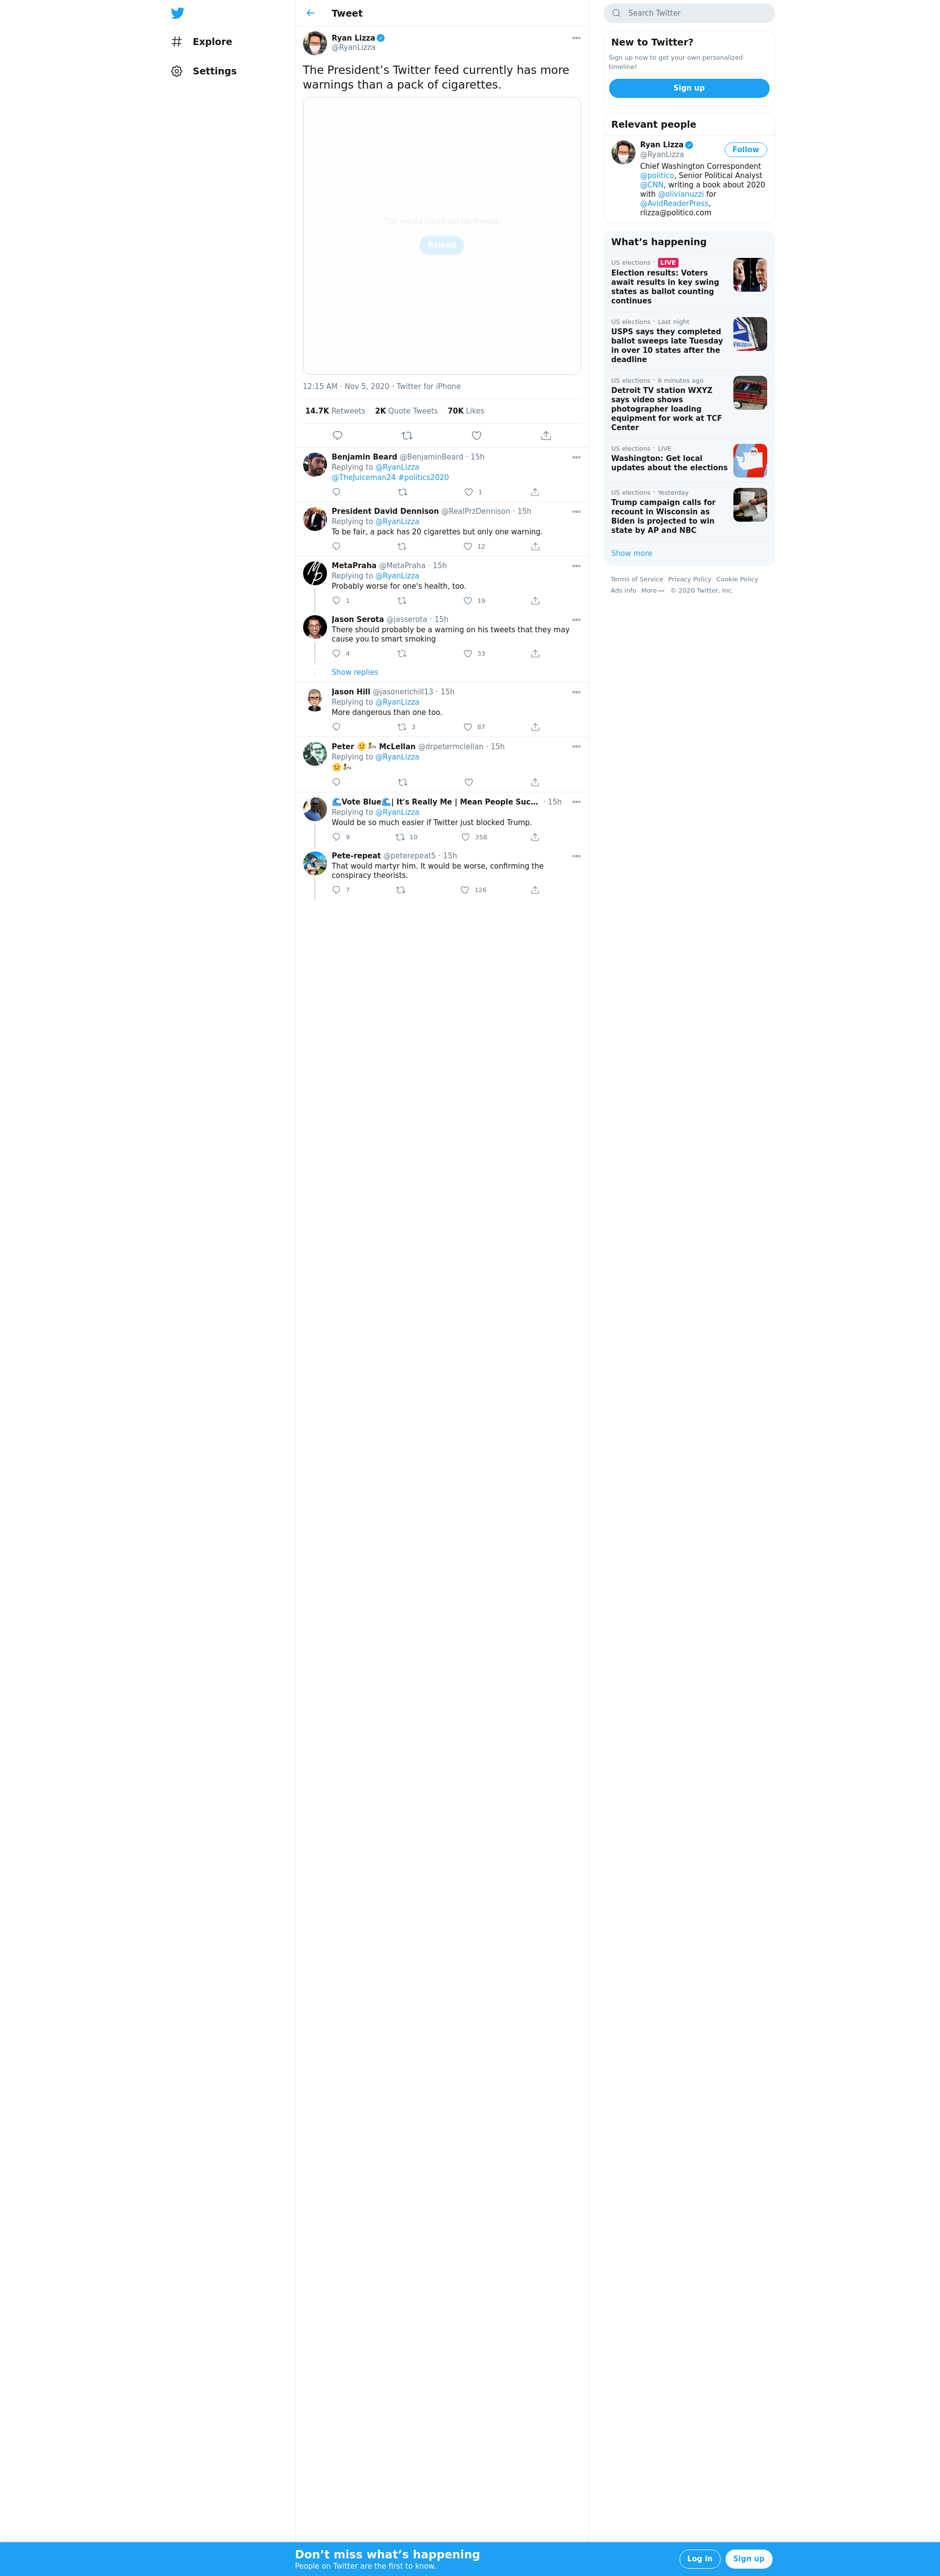 Explore
Settings
Tweet
Ryan Lizza
@RyanLizza
The President’s Twitter feed currently has more
warnings than a pack of cigarettes.
The media could not be played.
Reload
12:15 AM · Nov 5, 2020 · Twitter for iPhone
14.7K Retweets 2K Quote Tweets 70K Likes
Benjamin Beard @BenjaminBeard · 15h
Replying to @RyanLizza
@TheJuiceman24 #politics2020
1
President David Dennison @RealPrzDennison · 15h
Replying to @RyanLizza
To be fair, a pack has 20 cigarettes but only one warning.
12
MetaPraha @MetaPraha · 15h
Replying to @RyanLizza
Probably worse for one's health, too.
1 19
Jason Serota @jasserota · 15h
There should probably be a warning on his tweets that they may
cause you to smart smoking
4 33
Show replies
Jason Hill @jasonerichill13 · 15h
Replying to @RyanLizza
More dangerous than one too.
3 87
Peter McLellan @drpetermclellan · 15h
Replying to @RyanLizza
🌊Vote Blue🌊| It's Really Me | Mean People Suc... · 15h
Replying to @RyanLizza
Would be so much easier if Twitter just blocked Trump.
9 10 358
Pete-repeat @peterepeat5 · 15h
That would martyr him. It would be worse, confirming the
conspiracy theorists.
7 126
Search Twitter
New to Twitter?
Sign up now to get your own personalized
timeline!
Sign up
Relevant people
Ryan Lizza
@RyanLizza
Follow
Chief Washington Correspondent
@politico, Senior Political Analyst
@CNN, writing a book about 2020
with @olivianuzzi for
@AvidReaderPress,
rlizza@politico.com
What’s happening
US elections · LIVE
Election results: Voters
await results in key swing
states as ballot counting
continues
US elections · Last night
USPS says they completed
ballot sweeps late Tuesday
in over 10 states after the
deadline
US elections · 6 minutes ago
Detroit TV station WXYZ
says video shows
photographer loading
equipment for work at TCF
Center
US elections · LIVE
Washington: Get local
updates about the elections
US elections · Yesterday
Trump campaign calls for
recount in Wisconsin as
Biden is projected to win
state by AP and NBC
Show more
Terms of Service Privacy Policy Cookie Policy
Ads info More © 2020 Twitter, Inc.
Don’t miss what’s happening
People on Twitter are the first to know.
Log in
Sign up